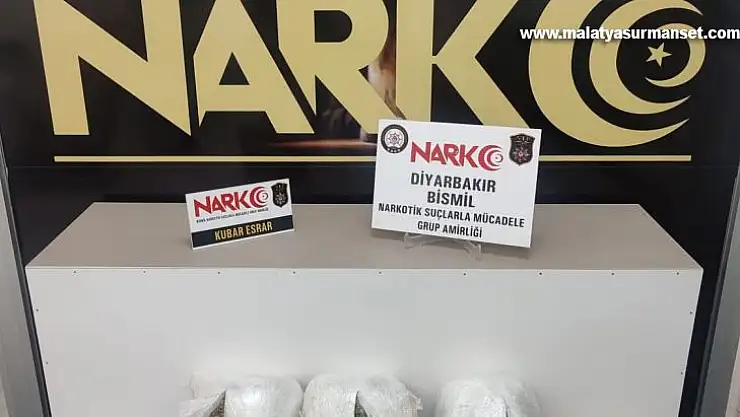 NARKO
www.malatyasurmanset.com
NARKO
DİYARBAKIR
BİSMİL
NARKOTİK SUÇLARLA MÜCADELE
GRUP AMİRLİĞİ
NARKO
KUBAR ESRAR